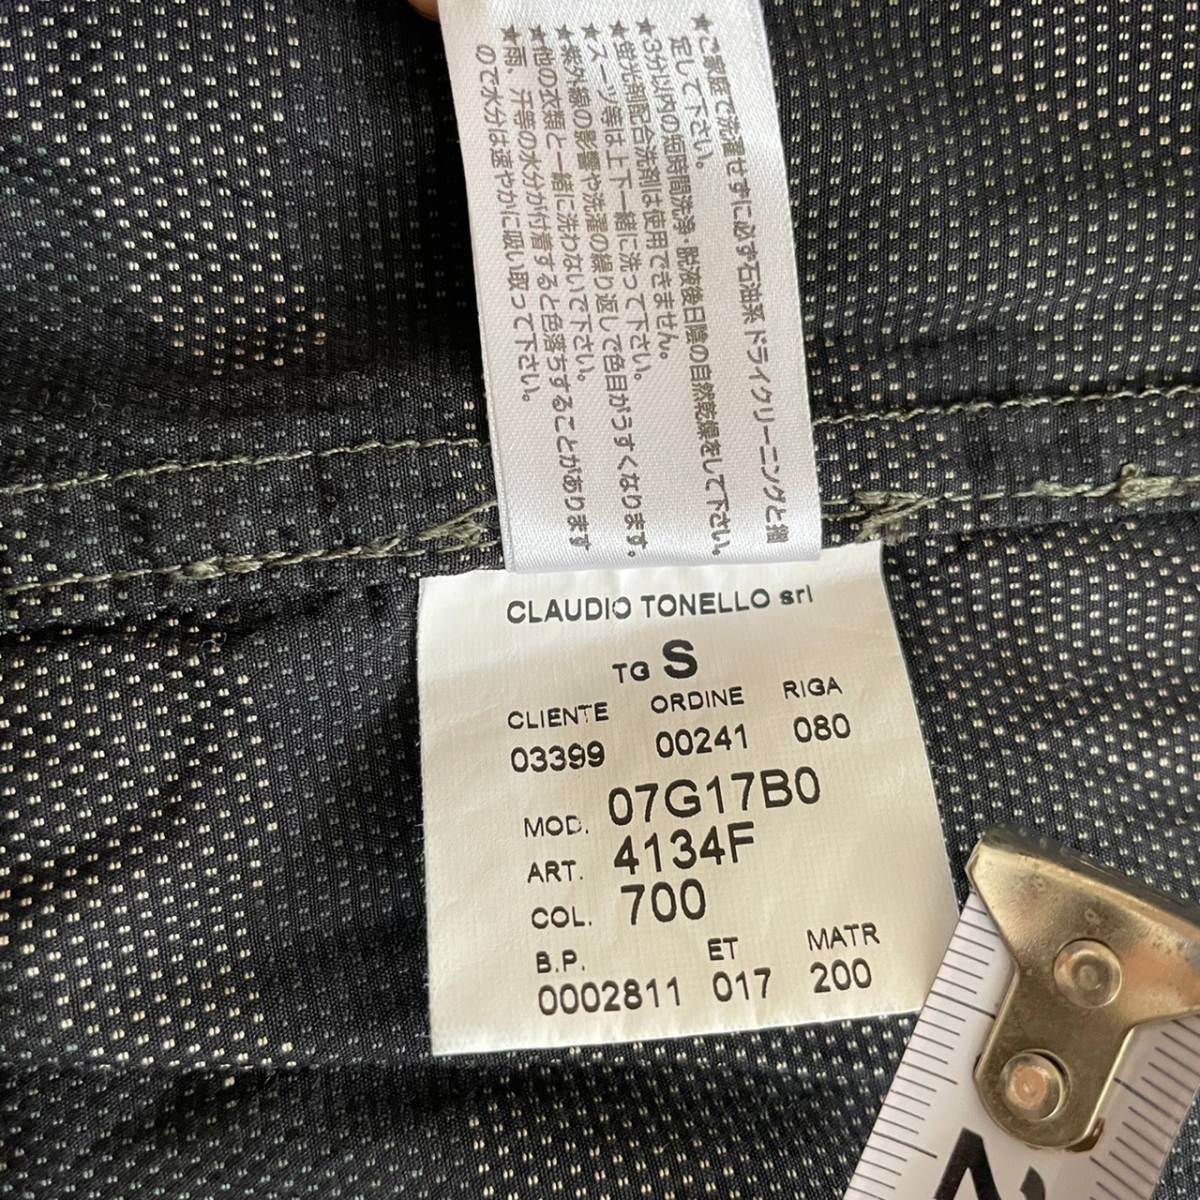 ★ご家庭で洗濯せずに必ず石油系ドライクリーニングと指
定して下さい。
★3分以内の短時間洗浄・脱液後日陰の自然乾燥をして下さい。
★蛍光剤配合洗剤は使用できません。
★スーツ等は上下一緒に洗って下さい。
★紫外線の影響や洗濯の繰り返しで色目がうすくなります。
★他の衣類と一緒に洗わないで下さい。
★雨、汗等の水分が付着すると色落ちすることがあります
ので水分は速やかに吸い取って下さい。
CLAUDIO TONELLO srl
TG S
CLIENTE ORDINE RIGA
03399 00241 080
MOD. 07G17B0
ART. 4134F
COL. 700
B.P. ET MATR
0002811 017 200